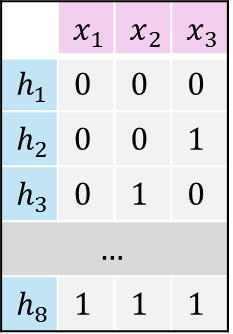 x₁ x₂ x₃
h₁ 0 0 0
h₂ 0 0 1
h₃ 0 1 0
...
h₈ 1 1 1